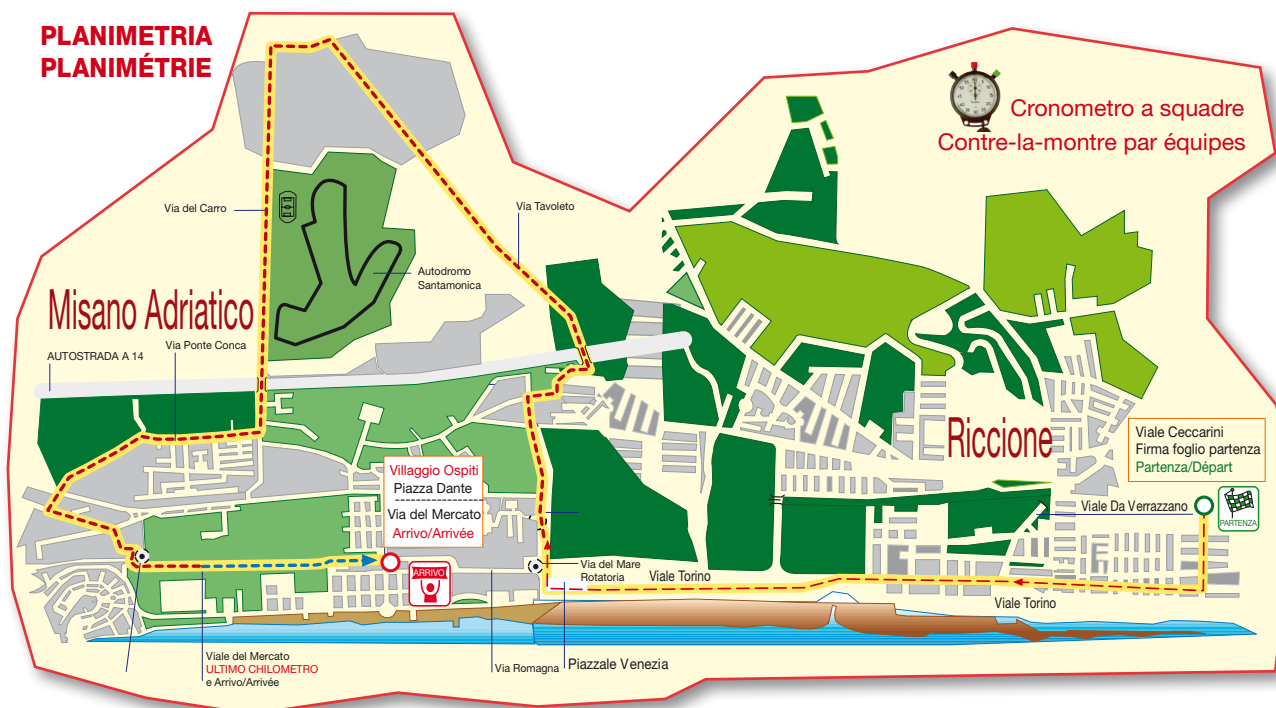 PLANIMETRIA
PLANIMÉTRIE
Cronometro a squadre
Contre-la-montre par équipes
Via del Carro
Via Tavoleto
Autodromo
Santamonica
Misano Adriatico
Via Ponte Conca
AUTOSTRADA A 14
Riccione
Viale Ceccarini
Firma foglio partenza
Partenza/Départ
Villaggio Ospiti
Piazza Dante
Via del Mercato
Arrivo/Arrivée
Viale Da Verrazzano
PARTENZA
ARRIVO
Via del Mare
Rotatoria
Viale Torino
Viale Torino
Viale del Mercato
ULTIMO CHILOMETRO
e Arrivo/Arrivée
Via Romagna
Piazzale Venezia